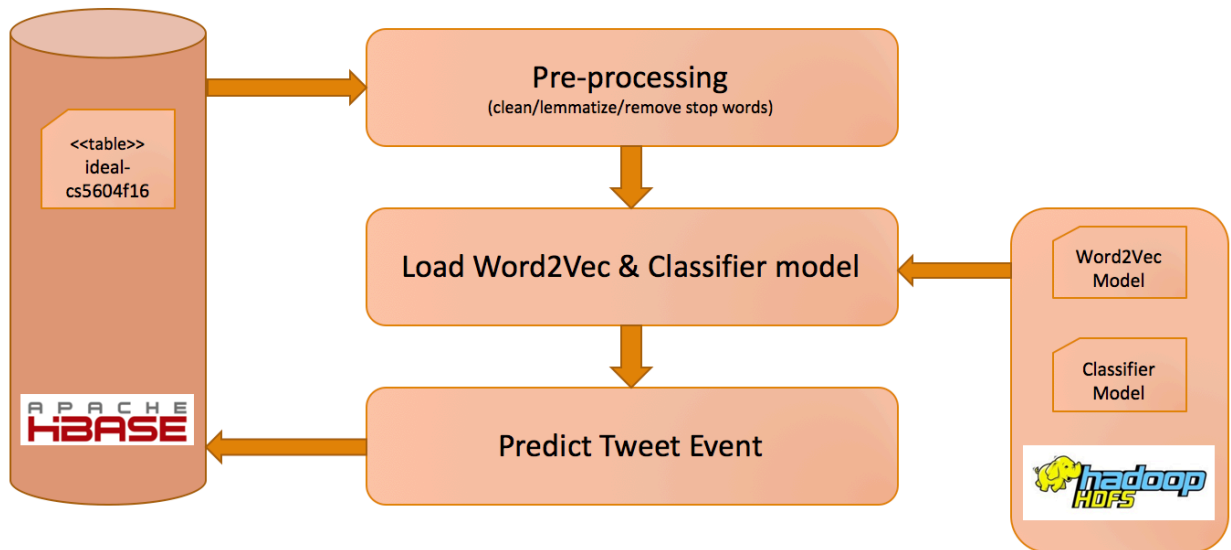 <<table>>
ideal-
cs5604f16
APACHE
HBASE
Pre-processing
(clean/lemmatize/remove stop words)
Load Word2Vec & Classifier model
Predict Tweet Event
Word2Vec
Model
Classifier
Model
hadoop
HDFS